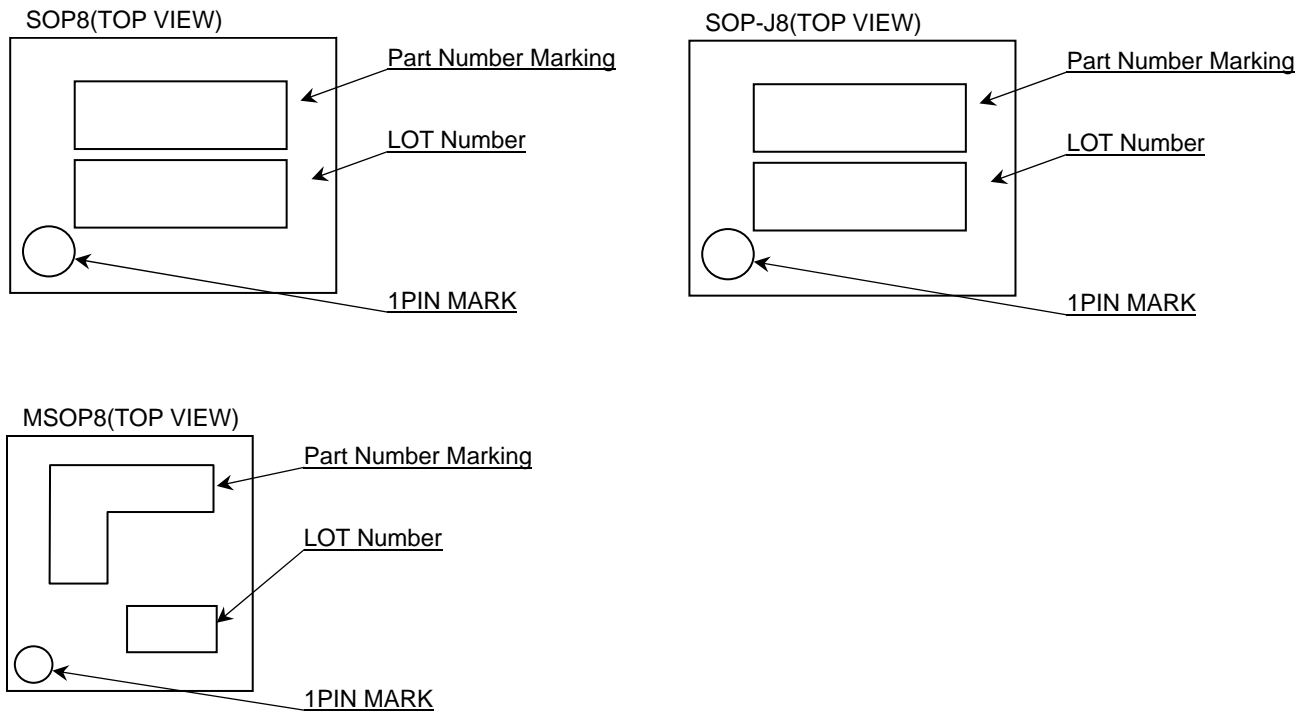 SOP8(TOP VIEW)
Part Number Marking
LOT Number
1PIN MARK
SOP-J8(TOP VIEW)
Part Number Marking
LOT Number
1PIN MARK
MSOP8(TOP VIEW)
Part Number Marking
LOT Number
1PIN MARK